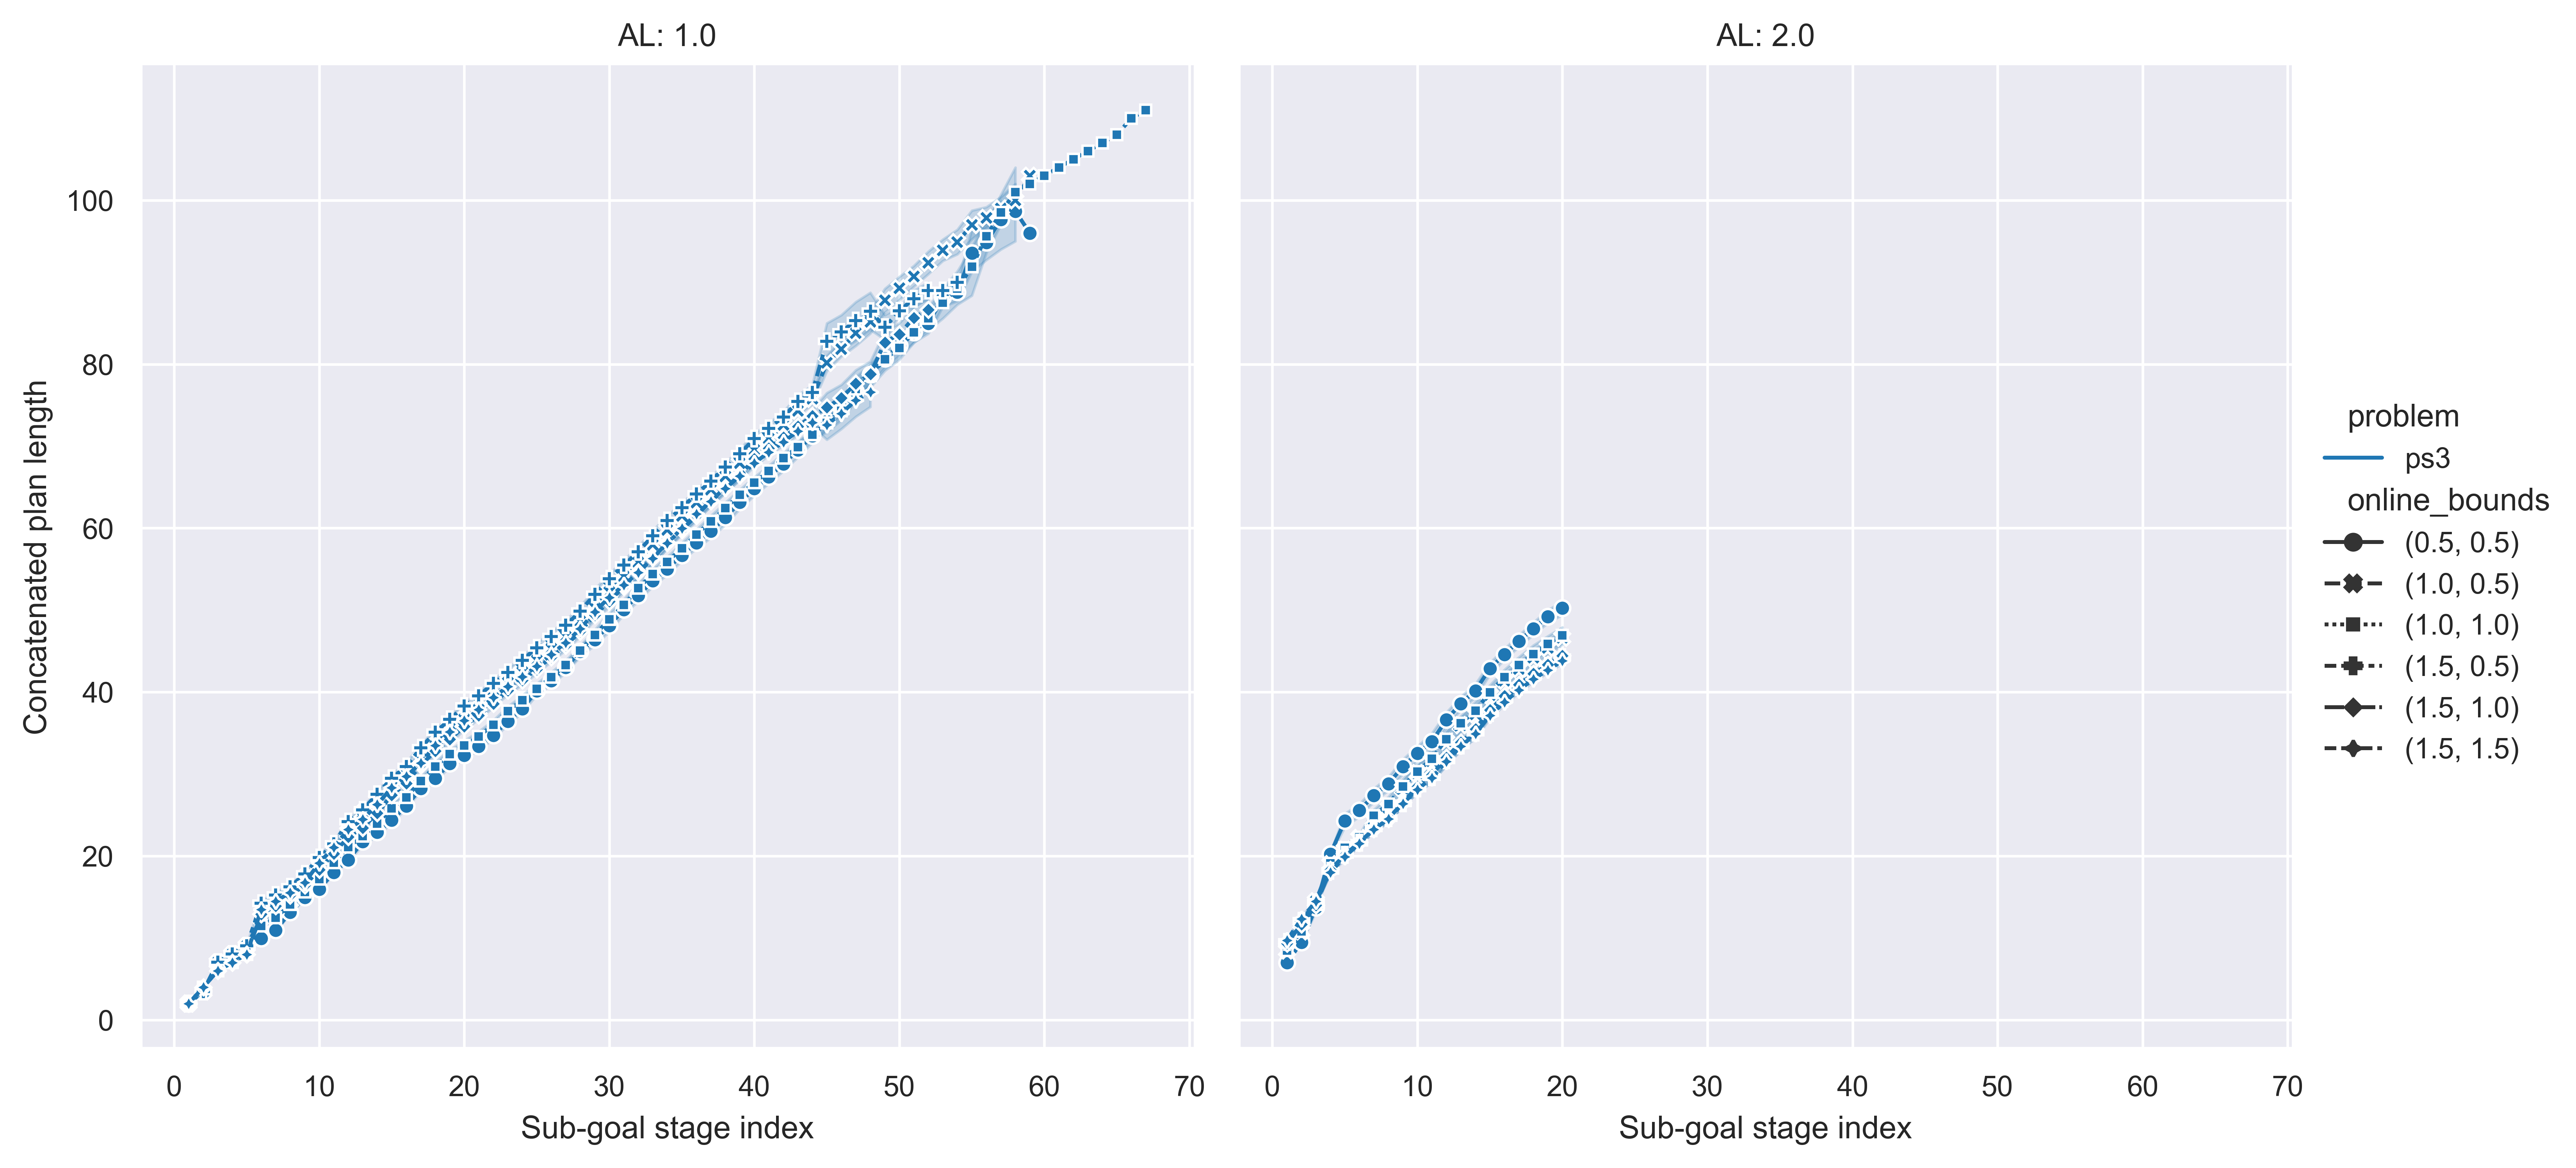 AL: 1.0
AL: 2.0
Concatenated plan length
100
80
60
40
20
0
0 10 20 30 40 50 60 70
0 10 20 30 40 50 60 70
Sub-goal stage index
Sub-goal stage index
problem
ps3
online_bounds
(0.5, 0.5)
(1.0, 0.5)
(1.0, 1.0)
(1.5, 0.5)
(1.5, 1.0)
(1.5, 1.5)